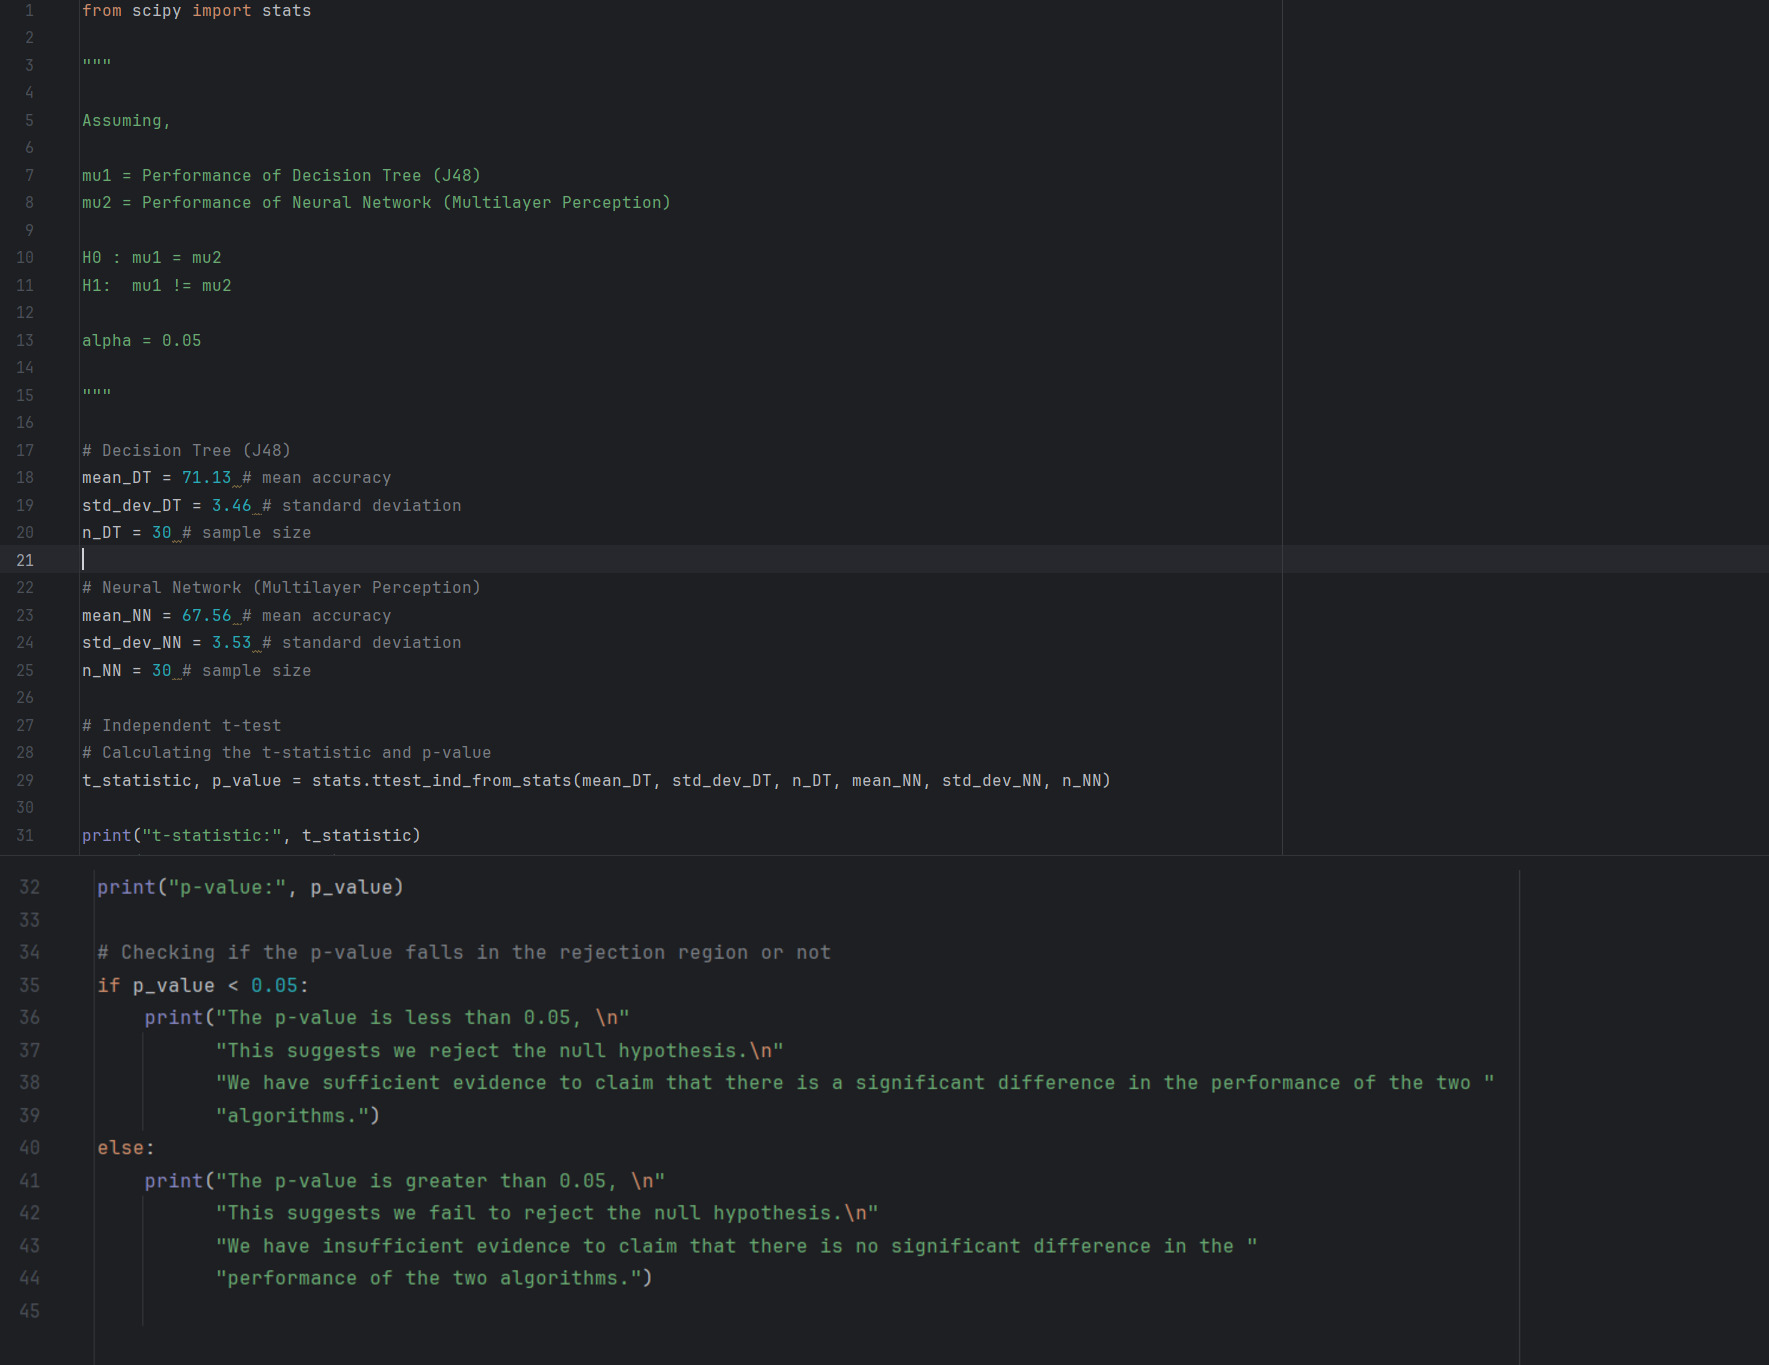 1 from scipy import stats
2
3 """
4
5 Assuming,
6
7 mu1 = Performance of Decision Tree (J48)
8 mu2 = Performance of Neural Network (Multilayer Perception)
9
10 H0 : mu1 = mu2
11 H1:  mu1 != mu2
12
13 alpha = 0.05
14
15 """
16
17 # Decision Tree (J48)
18 mean_DT = 71.13 # mean accuracy
19 std_dev_DT = 3.46 # standard deviation
20 n_DT = 30 # sample size
21
22 # Neural Network (Multilayer Perception)
23 mean_NN = 67.56 # mean accuracy
24 std_dev_NN = 3.53 # standard deviation
25 n_NN = 30 # sample size
26
27 # Independent t-test
28 # Calculating the t-statistic and p-value
29 t_statistic, p_value = stats.ttest_ind_from_stats(mean_DT, std_dev_DT, n_DT, mean_NN, std_dev_NN, n_NN)
30
31 print("t-statistic:", t_statistic)
32 print("p-value:", p_value)
33
34 # Checking if the p-value falls in the rejection region or not
35 if p_value < 0.05:
36     print("The p-value is less than 0.05, \n"
37           "This suggests we reject the null hypothesis.\n"
38           "We have sufficient evidence to claim that there is a significant difference in the performance of the two "
39           "algorithms.")
40 else:
41     print("The p-value is greater than 0.05, \n"
42           "This suggests we fail to reject the null hypothesis.\n"
43           "We have insufficient evidence to claim that there is no significant difference in the "
44           "performance of the two algorithms.")
45